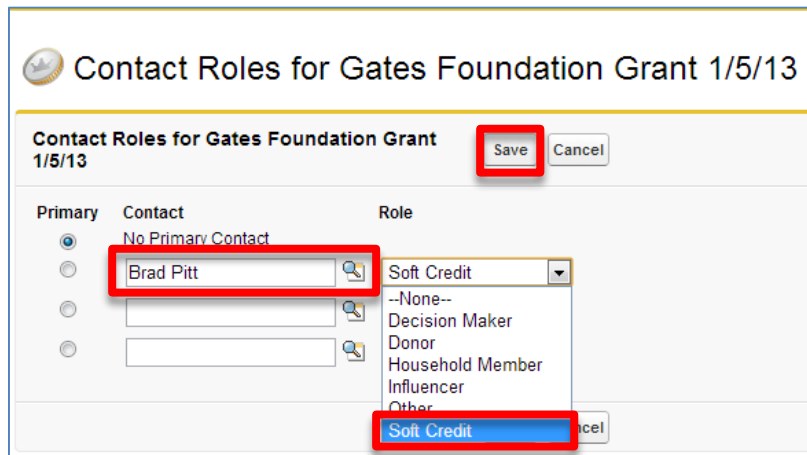 Contact Roles for Gates Foundation Grant 1/5/13
Contact Roles for Gates Foundation Grant
1/5/13
Save Cancel
Primary Contact Role
No Primary Contact
Brad Pitt Soft Credit
--None--
Decision Maker
Donor
Household Member
Influencer
Other
Soft Credit